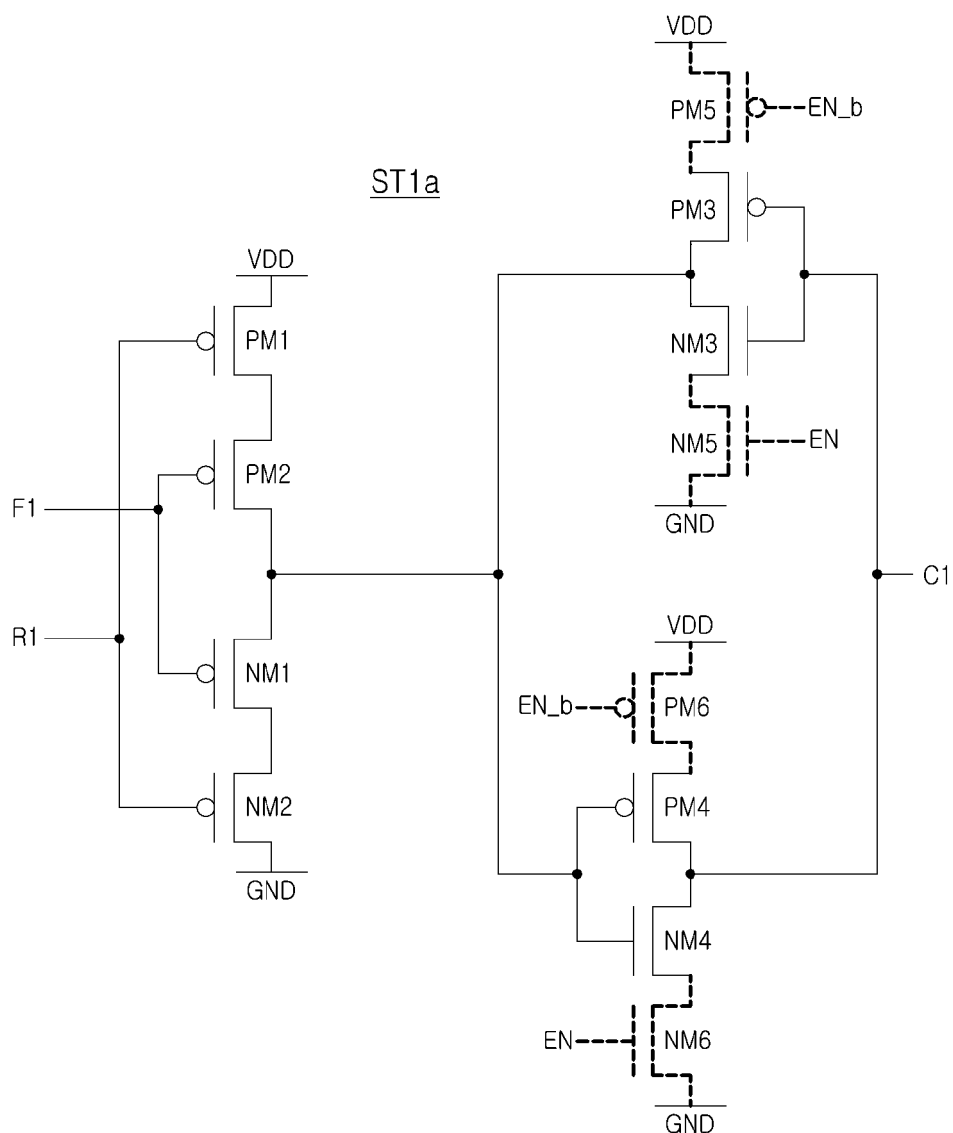 VDD
PM5
EN_b
ST1a
PM3
VDD
PM1
NM3
PM2
NM5
EN
F1
GND
C1
R1
VDD
NM1
EN_b
PM6
NM2
PM4
GND
NM4
EN
NM6
GND